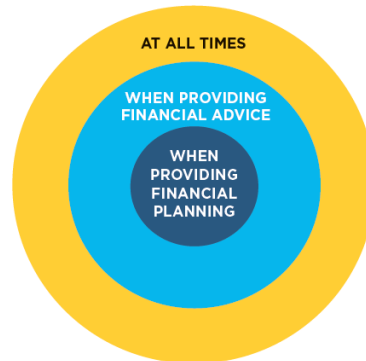 AT ALL TIMES
WHEN PROVIDING
FINANCIAL ADVICE
WHEN
PROVIDING
FINANCIAL
PLANNING